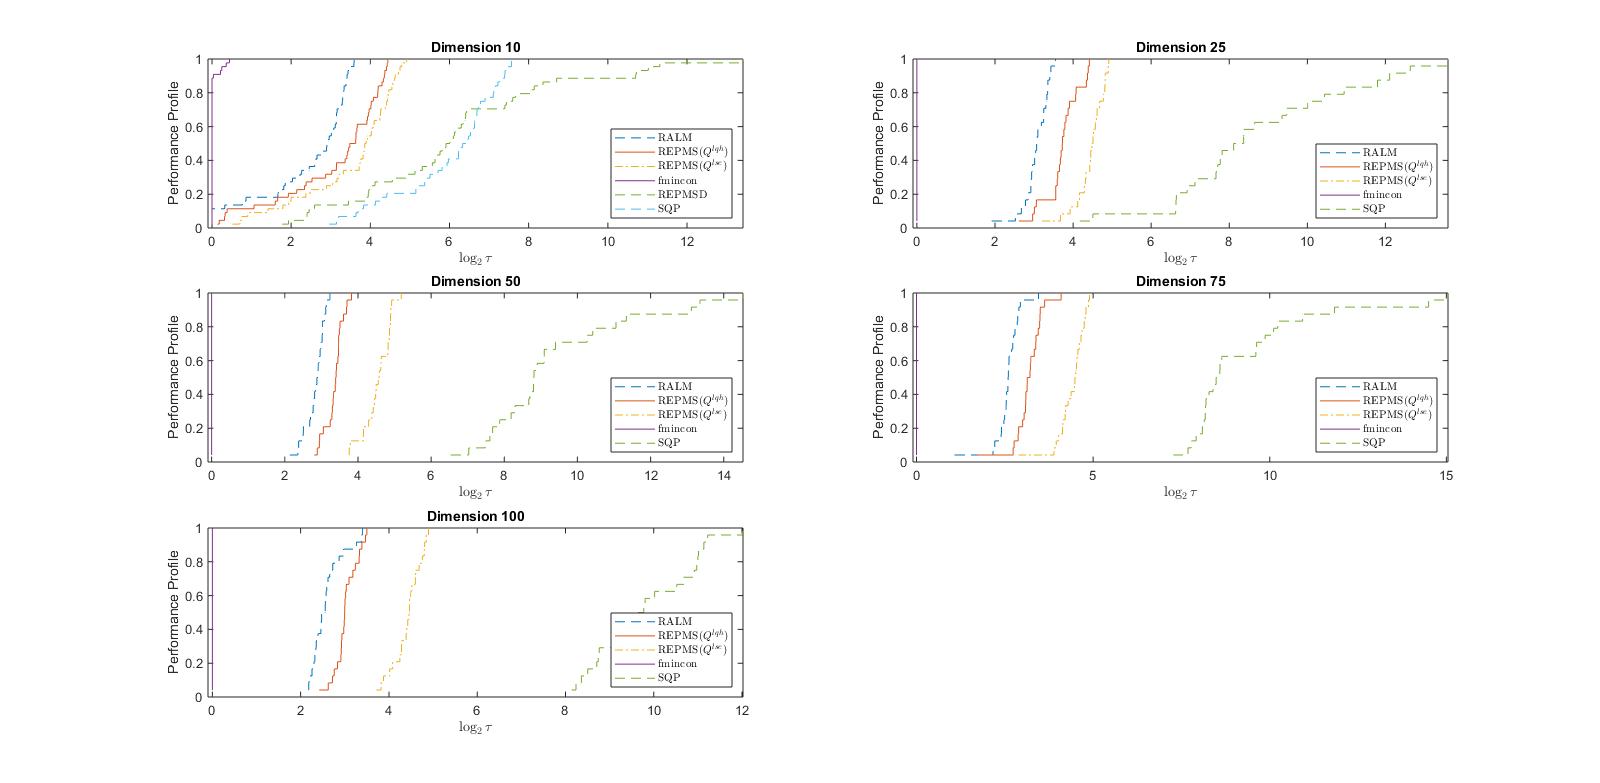 Dimension 10
1
0.8
0.6
0.4
0.2
0
Performance Profile
RALM
REPMS(Q^{lqh})
REPMS(Q^{lse})
fmincon
REPMSD
SQP
0 2 4 6 8 10 12
log₂ τ
Dimension 25
1
0.8
0.6
0.4
0.2
0
Performance Profile
RALM
REPMS(Q^{lqh})
REPMS(Q^{lse})
fmincon
SQP
0 2 4 6 8 10 12
log₂ τ
Dimension 50
1
0.8
0.6
0.4
0.2
0
Performance Profile
RALM
REPMS(Q^{lqh})
REPMS(Q^{lse})
fmincon
SQP
0 2 4 6 8 10 12 14
log₂ τ
Dimension 75
1
0.8
0.6
0.4
0.2
0
Performance Profile
RALM
REPMS(Q^{lqh})
REPMS(Q^{lse})
fmincon
SQP
0 5 10 15
log₂ τ
Dimension 100
1
0.8
0.6
0.4
0.2
0
Performance Profile
RALM
REPMS(Q^{lqh})
REPMS(Q^{lse})
fmincon
SQP
0 2 4 6 8 10 12
log₂ τ